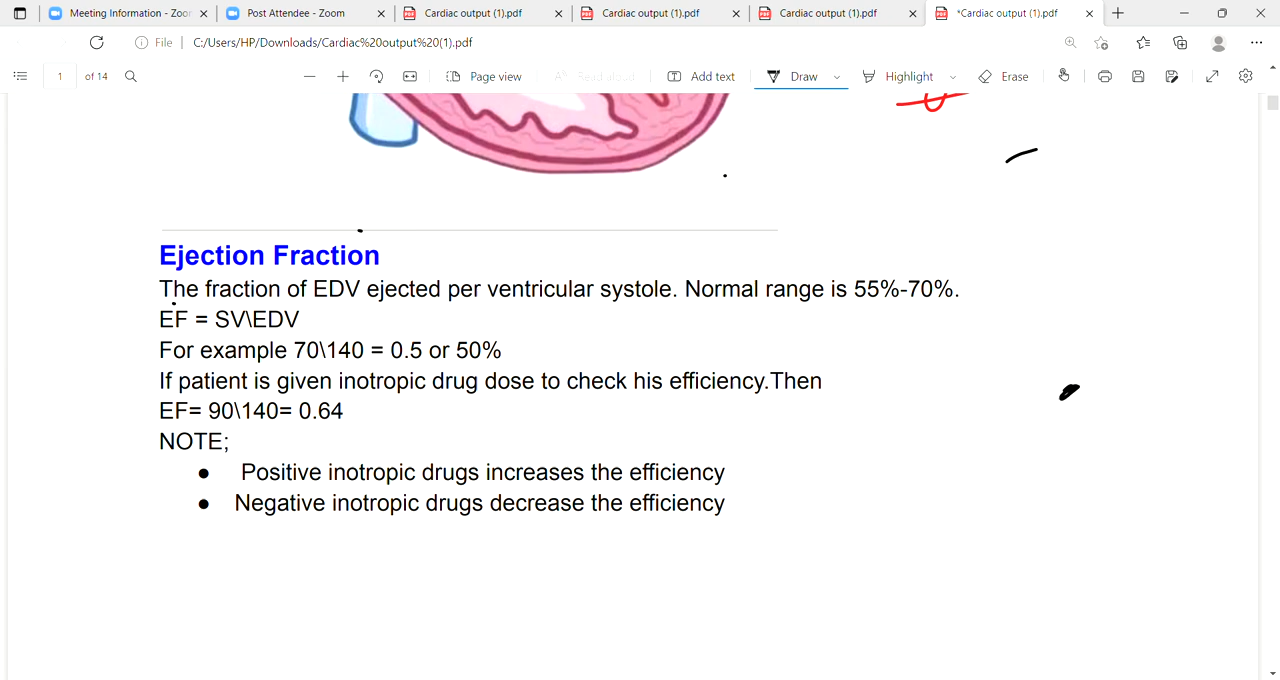 Meeting Information - Zoor
Post Attendee - Zoom
PDF Cardiac output (1).pdf
PDF Cardiac output (1).pdf
PDF Cardiac output (1).pdf
PDF *Cardiac output (1).pdf
File C:/Users/HP/Downloads/Cardiac%20output%20(1).pdf
1 of 14 Page view Read aloud Add text Draw Highlight Erase
Ejection Fraction
The fraction of EDV ejected per ventricular systole. Normal range is 55%-70%.
EF = SV\EDV
For example 70\140 = 0.5 or 50%
If patient is given inotropic drug dose to check his efficiency.Then
EF= 90\140= 0.64
NOTE;
● Positive inotropic drugs increases the efficiency
● Negative inotropic drugs decrease the efficiency